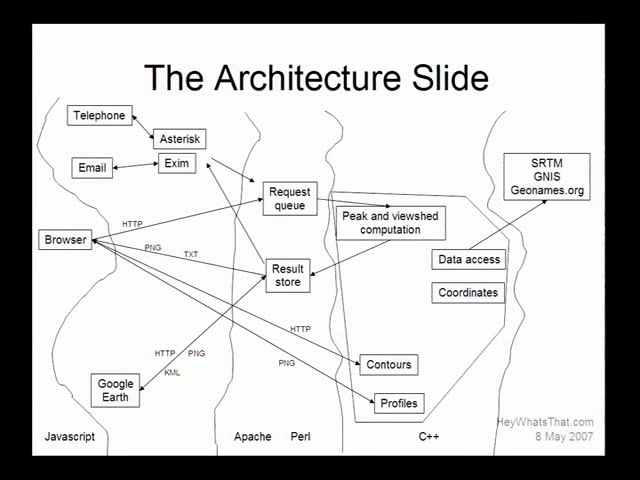 The Architecture Slide
Telephone
Asterisk
Email
Exim
SRTM
GNIS
Geonames.org
Request
queue
Peak and viewshed
computation
HTTP
Browser
PNG
TXT
Data access
Result
store
Coordinates
HTTP
HTTP
PNG
KML
PNG
Contours
Google
Earth
Profiles
HeyWhatsThat.com
8 May 2007
Javascript
Apache
Perl
C++